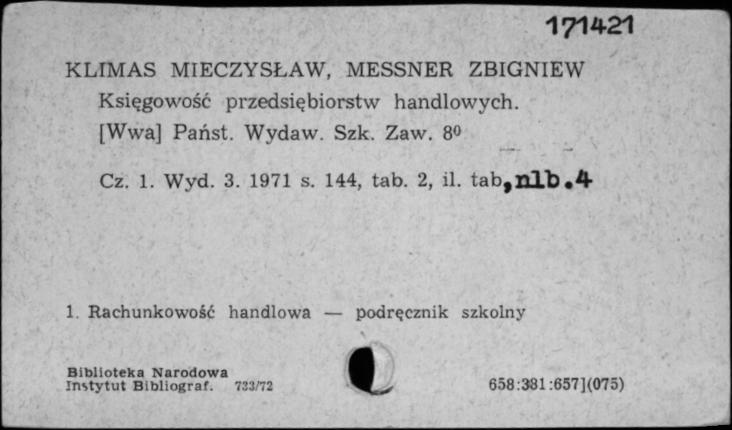 171421
KLIMAS MIECZYSŁAW, MESSNER ZBIGNIEW
Księgowość przedsiębiorstw handlowych.
[Wwa] Państ. Wydaw. Szk. Zaw. 8⁰
Cz. 1. Wyd. 3. 1971 s. 144, tab. 2, il. tab, nlb. 4
1. Rachunkowość handlowa — podręcznik szkolny
Biblioteka Narodowa
Instytut Bibliograf. 733/72
658:381:657](075)